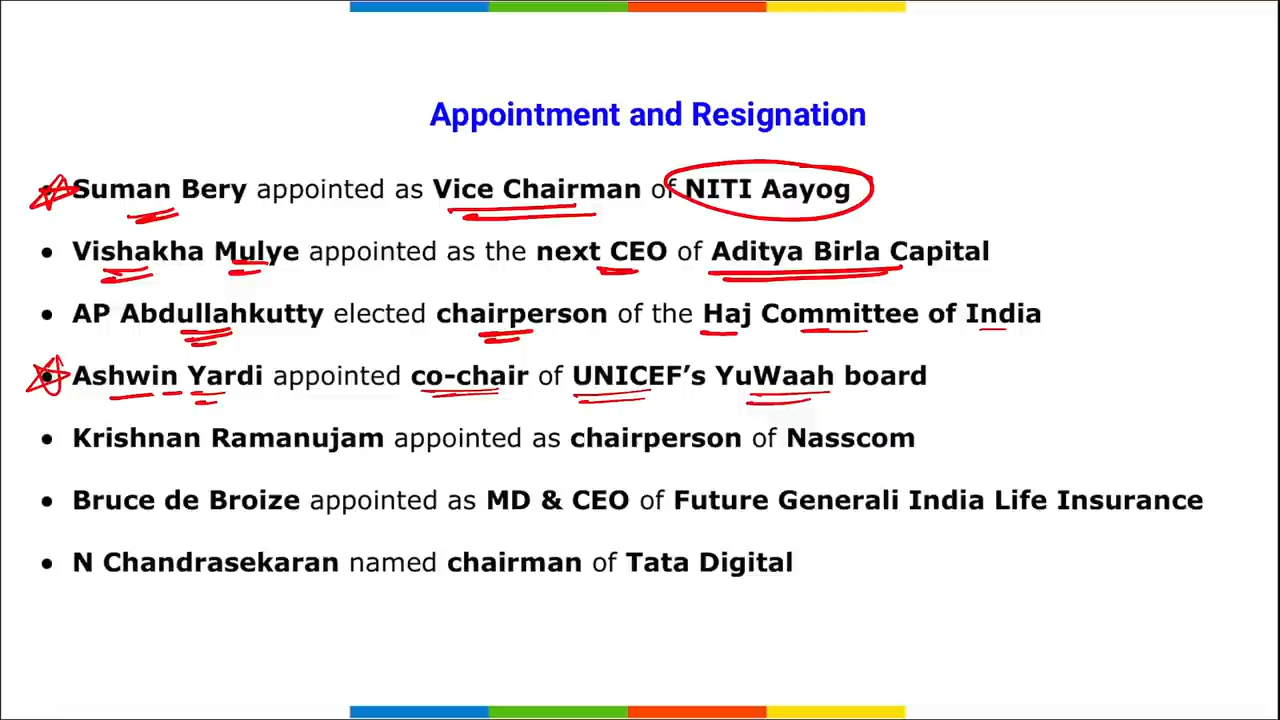 Appointment and Resignation
• Suman Bery appointed as Vice Chairman of NITI Aayog
• Vishakha Mulye appointed as the next CEO of Aditya Birla Capital
• AP Abdullahkutty elected chairperson of the Haj Committee of India
• Ashwin Yardi appointed co-chair of UNICEF’s YuWaah board
• Krishnan Ramanujam appointed as chairperson of Nasscom
• Bruce de Broize appointed as MD & CEO of Future Generali India Life Insurance
• N Chandrasekaran named chairman of Tata Digital